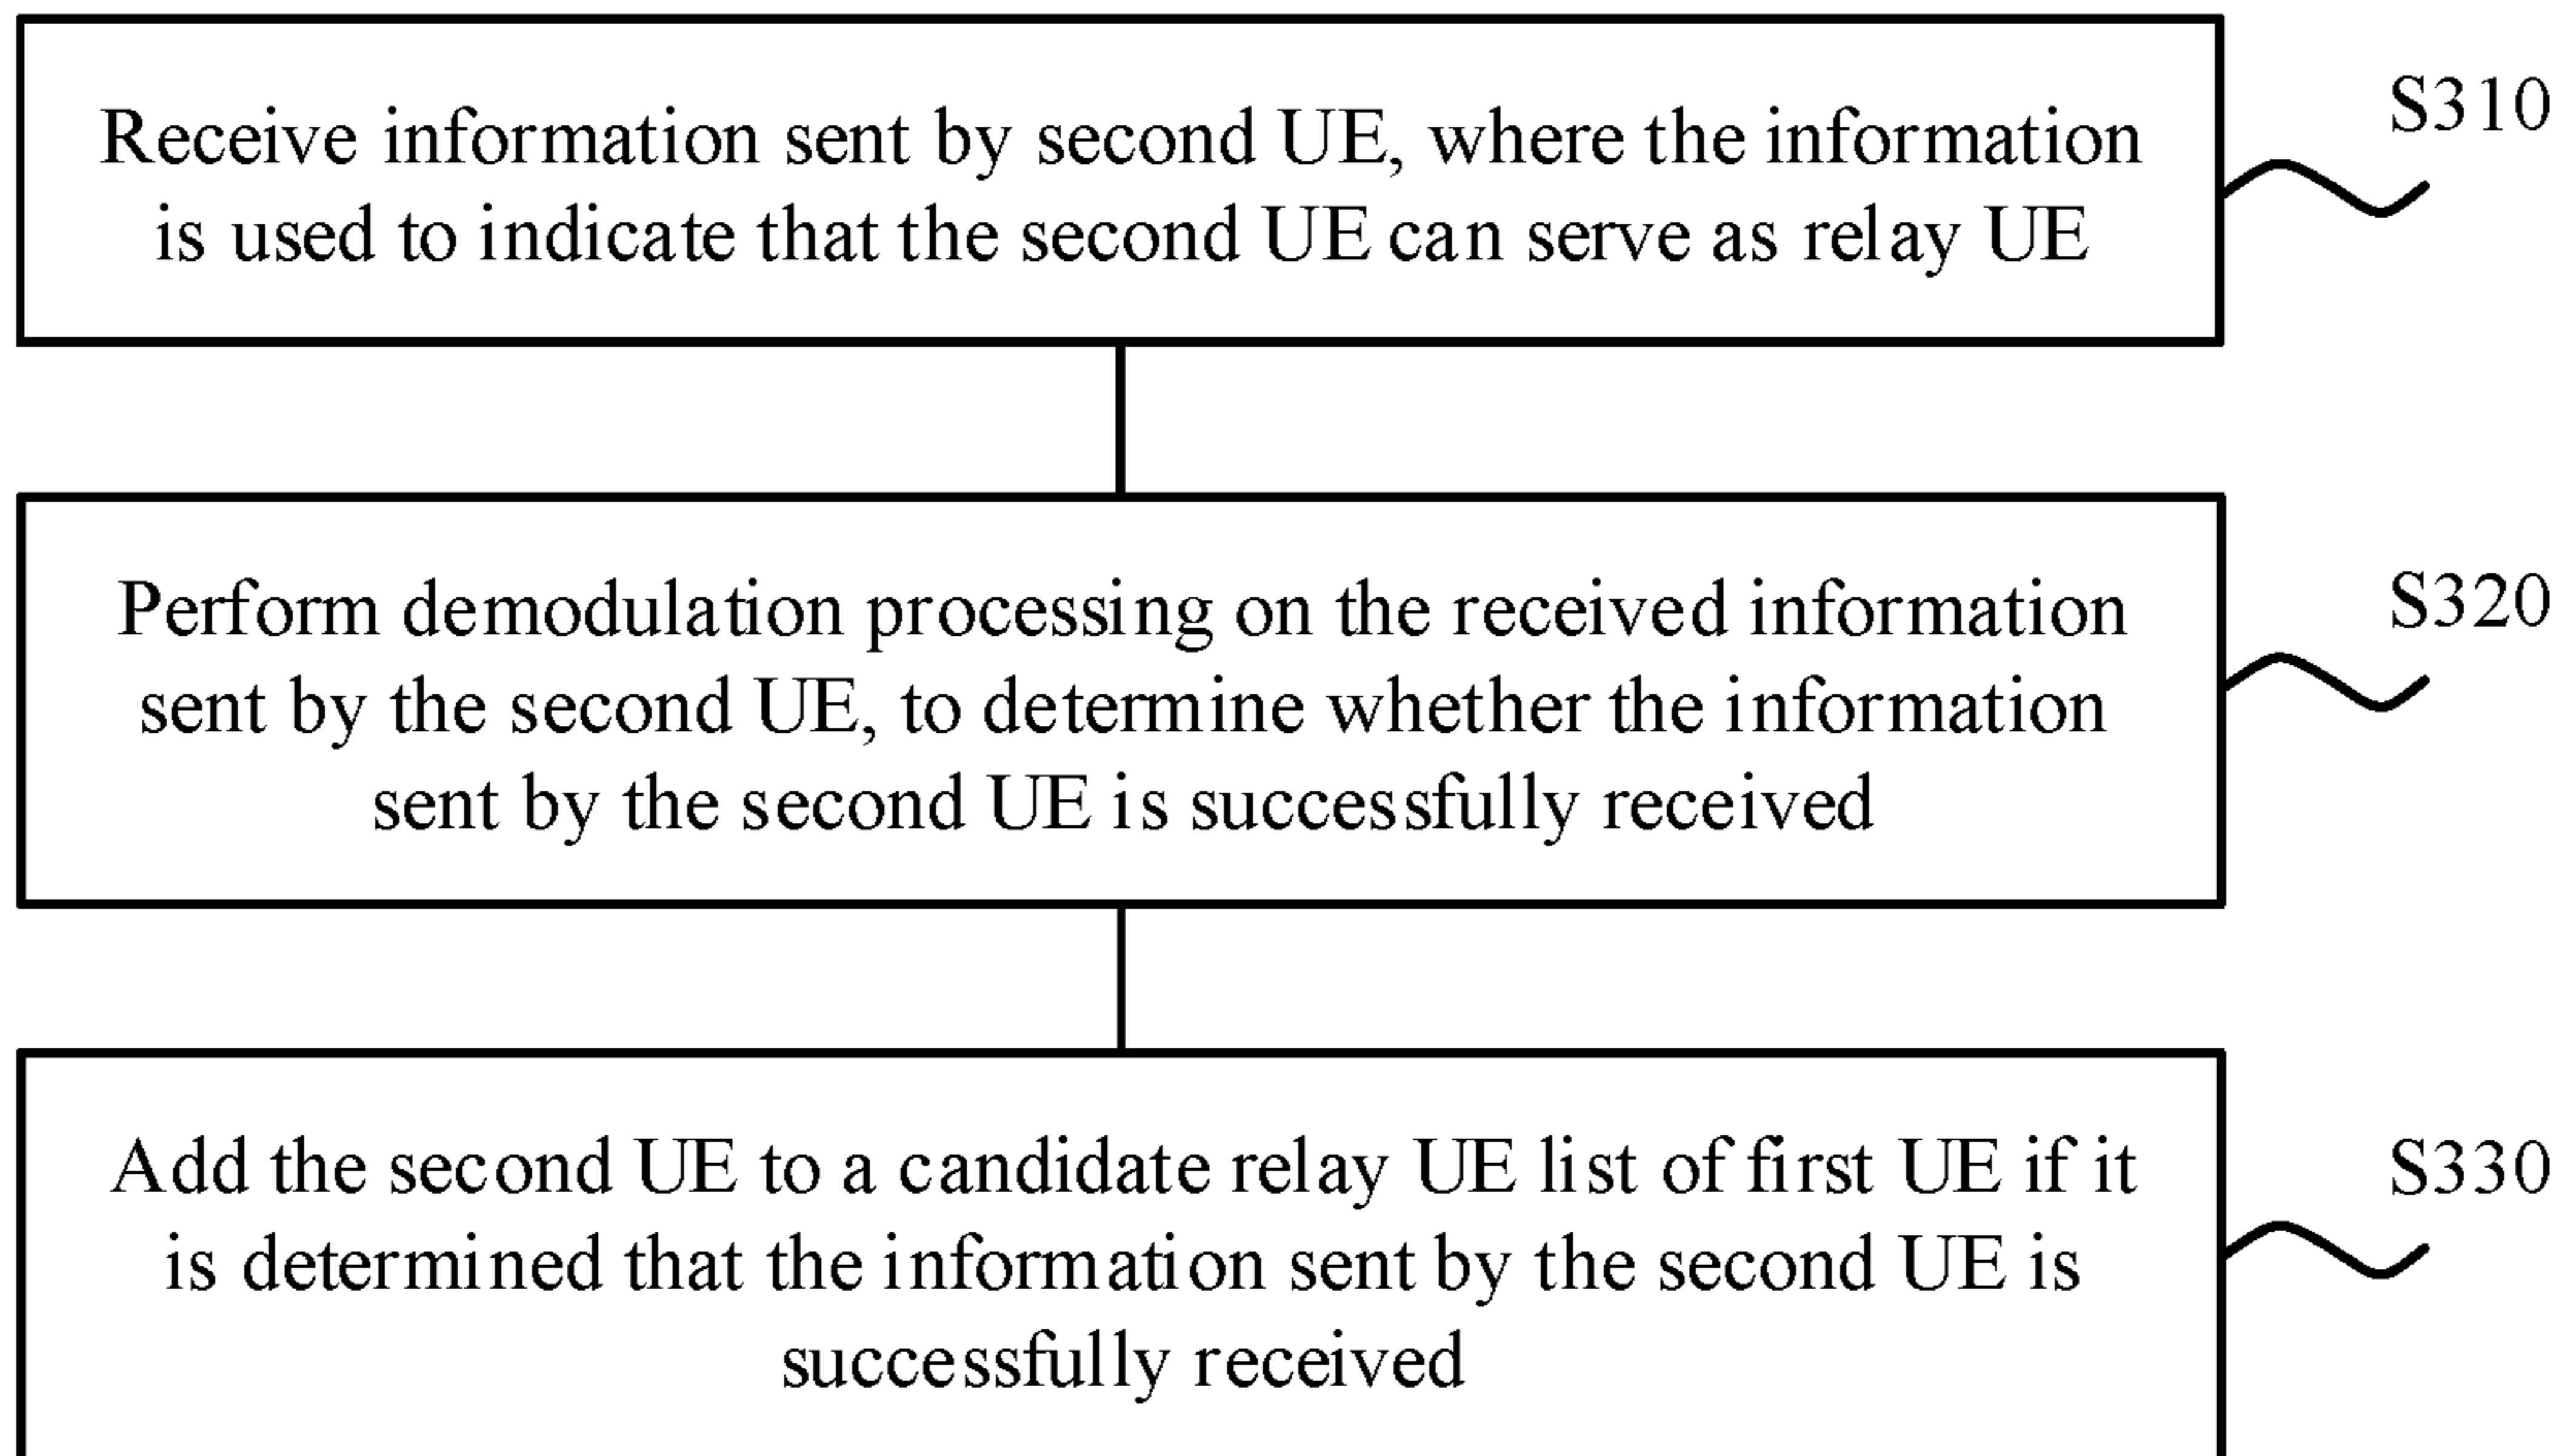 Receive information sent by second UE, where the information
is used to indicate that the second UE can serve as relay UE
S310
Perform demodulation processing on the received information
sent by the second UE, to determine whether the information
sent by the second UE is successfully received
S320
Add the second UE to a candidate relay UE list of first UE if it
is determined that the information sent by the second UE is
successfully received
S330